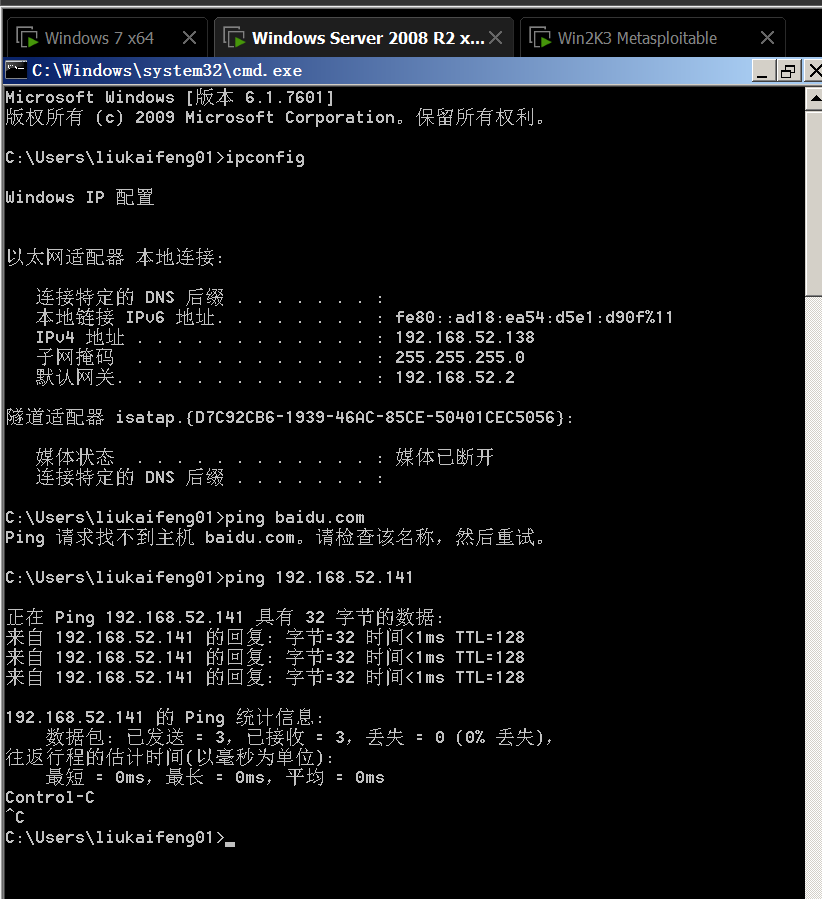 Windows 7 x64
Windows Server 2008 R2 x...
Win2K3 Metasploitable
C:\Windows\system32\cmd.exe
Microsoft Windows [版本 6.1.7601]
版权所有 (c) 2009 Microsoft Corporation。保留所有权利。
C:\Users\liukaifeng01>ipconfig
Windows IP 配置
以太网适配器 本地连接:
连接特定的 DNS 后缀 . . . . . . . :
本地链接 IPv6 地址. . . . . . . . : fe80::ad18:ea54:d5e1:d90f%11
IPv4 地址 . . . . . . . . . . . . : 192.168.52.138
子网掩码 . . . . . . . . . . . . : 255.255.255.0
默认网关. . . . . . . . . . . . . : 192.168.52.2
隧道适配器 isatap.{D7C92CB6-1939-46AC-85CE-50401CEC5056}:
媒体状态 . . . . . . . . . . . . : 媒体已断开
连接特定的 DNS 后缀 . . . . . . . :
C:\Users\liukaifeng01>ping baidu.com
Ping 请求找不到主机 baidu.com。请检查该名称，然后重试。
C:\Users\liukaifeng01>ping 192.168.52.141
正在 Ping 192.168.52.141 具有 32 字节的数据:
来自 192.168.52.141 的回复: 字节=32 时间<1ms TTL=128
来自 192.168.52.141 的回复: 字节=32 时间<1ms TTL=128
来自 192.168.52.141 的回复: 字节=32 时间<1ms TTL=128
192.168.52.141 的 Ping 统计信息:
数据包: 已发送 = 3，已接收 = 3，丢失 = 0 (0% 丢失)，
往返行程的估计时间(以毫秒为单位):
最短 = 0ms，最长 = 0ms，平均 = 0ms
Control-C
^C
C:\Users\liukaifeng01>